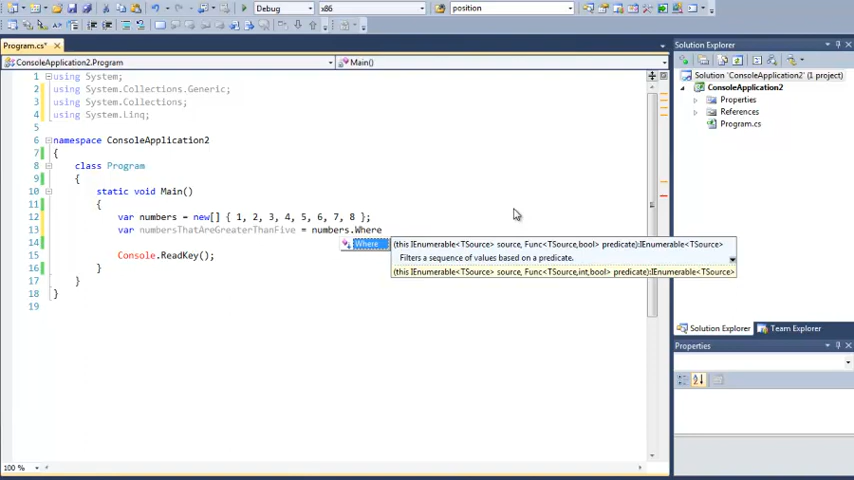 Debug x86 position
Program.cs*
ConsoleApplication2.Program Main()
1 using System;
2 using System.Collections.Generic;
3 using System.Collections;
4 using System.Linq;
5
6 namespace ConsoleApplication2
7 {
8 class Program
9 {
10 static void Main()
11 {
12 var numbers = new[] { 1, 2, 3, 4, 5, 6, 7, 8 };
13 var numbersThatAreGreaterThanFive = numbers.Where
14
15 Console.ReadKey();
16 }
17 }
18 }
19
Where
(this IEnumerable<TSource> source, Func<TSource,bool> predicate):IEnumerable<TSource>
Filters a sequence of values based on a predicate.
(this IEnumerable<TSource> source, Func<TSource,int,bool> predicate):IEnumerable<TSource>
100 %
Solution Explorer
Solution 'ConsoleApplication2' (1 project)
ConsoleApplication2
Properties
References
Program.cs
Solution Explorer Team Explorer
Properties